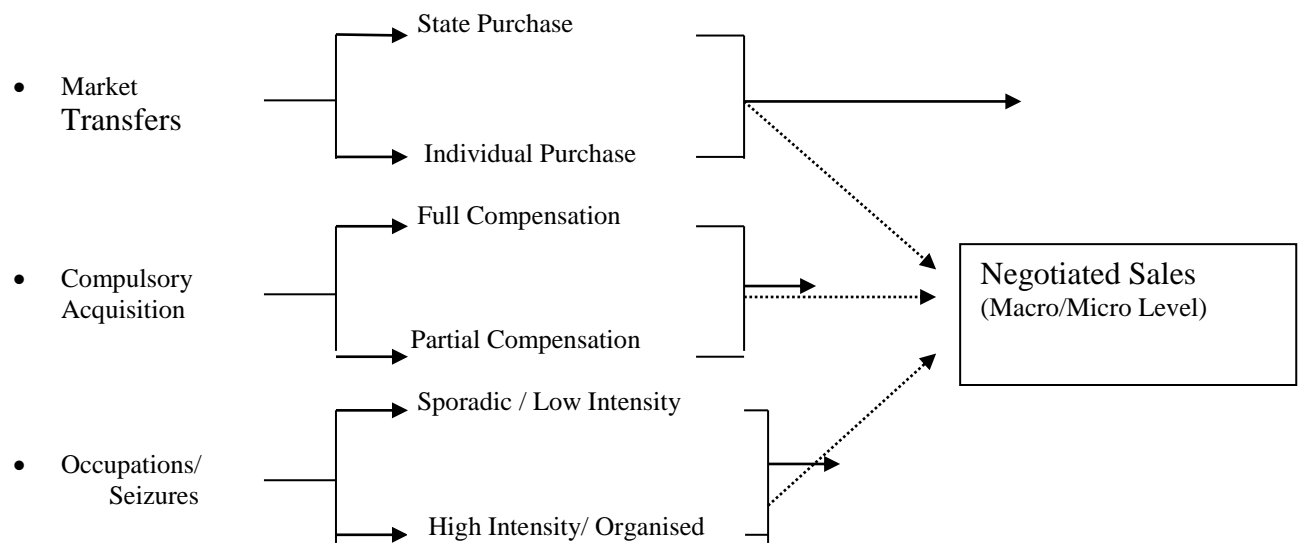 State Purchase
• Market
Transfers
Individual Purchase
Full Compensation
• Compulsory
Acquisition
Negotiated Sales
(Macro/Micro Level)
Partial Compensation
Sporadic / Low Intensity
• Occupations/
Seizures
High Intensity/ Organised